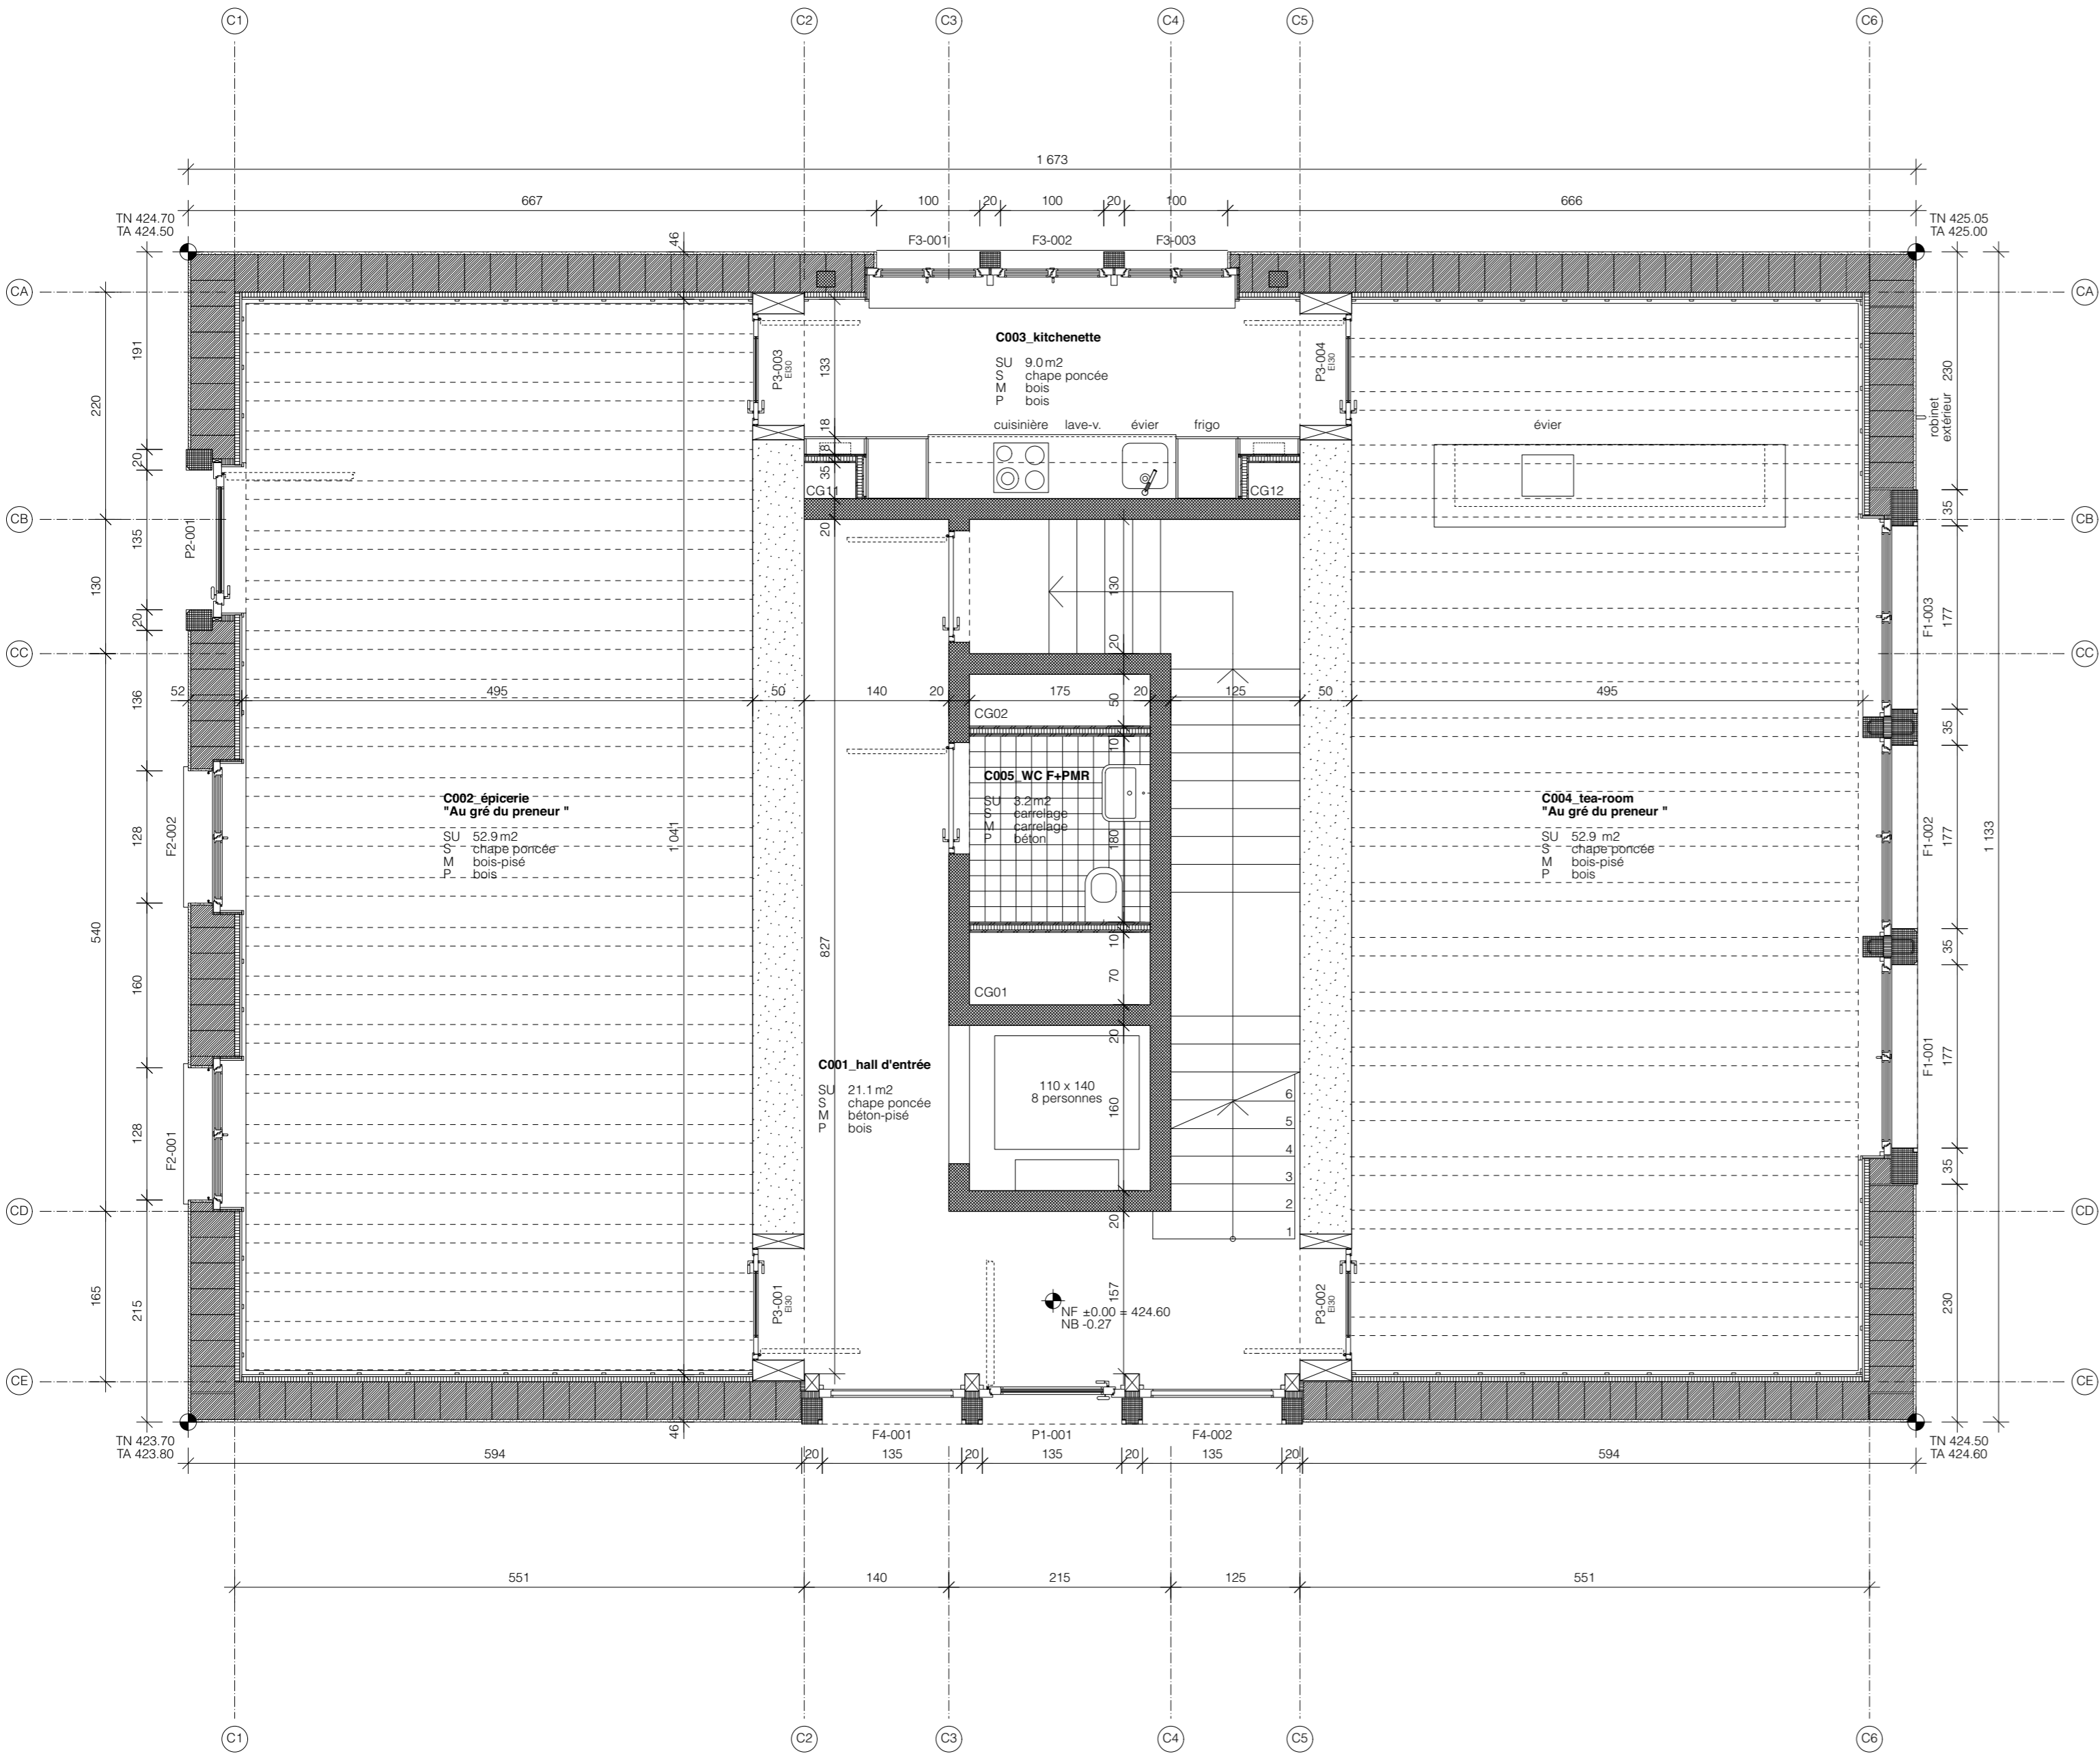 C1
C2
C3
C4
C5
C6
1 673
667
100
20
100
20
100
666
TN 424.70
TA 424.50
TN 425.05
TA 425.00
46
F3-001
F3-002
F3-003
CA
CA
191
220
20
P2-001
135
130
20
CB
CB
CC
CC
P3-003
EI30
133
18
8
35
CG11
20
C003_kitchenette
SU 9.0 m2
S chape poncée
M bois
P bois
cuisinière
lave-v.
évier
frigo
CG12
P3-004
EI30
évier
230
robinet
extérieur
35
F1-003
177
130
20
52
495
50
140
20
175
20
125
50
495
136
50
CG02
10
35
C005_WC F+PMR
SU 3.2 m2
S carrelage
M carrelage
P béton
180
C002_épicerie
"Au gré du preneur "
SU 52.9 m2
S chape poncée
M bois-pisé
P bois
1 041
C004_tea-room
"Au gré du preneur "
SU 52.9 m2
S chape poncée
M bois-pisé
P bois
F2-002
128
F1-002
177
1 133
540
160
827
10
70
CG01
20
35
C001_hall d'entrée
SU 21.1 m2
S chape poncée
M béton-pisé
P bois
110 x 140
8 personnes
160
6
5
4
3
2
1
F1-001
177
F2-001
128
35
CD
CD
20
165
215
P3-001
EI30
157
NF ±0.00 = 424.60
NB -0.27
P3-002
EI30
230
CE
CE
TN 423.70
TA 423.80
46
F4-001
P1-001
F4-002
TN 424.50
TA 424.60
594
20
135
20
135
20
135
20
594
551
140
215
125
551
C1
C2
C3
C4
C5
C6